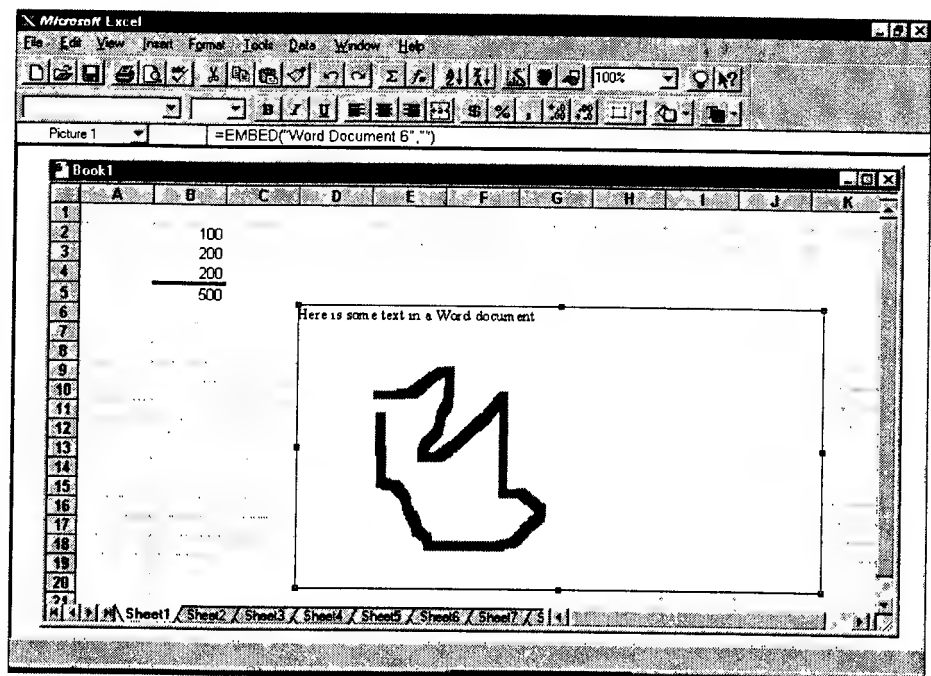 Microsoft Excel
File Edit View Insert Format Tools Data Window Help
100%
B I U $ % ,
Picture 1 =EMBED("Word Document 6","")
Book1
A B C D E F G H I J K
1
2 100
3 200
4 200
5 500
6 Here is some text in a Word document
7
8
9
10
11
12
13
14
15
16
17
18
19
20
21
Sheet1 Sheet2 Sheet3 Sheet4 Sheet5 Sheet6 Sheet7 S